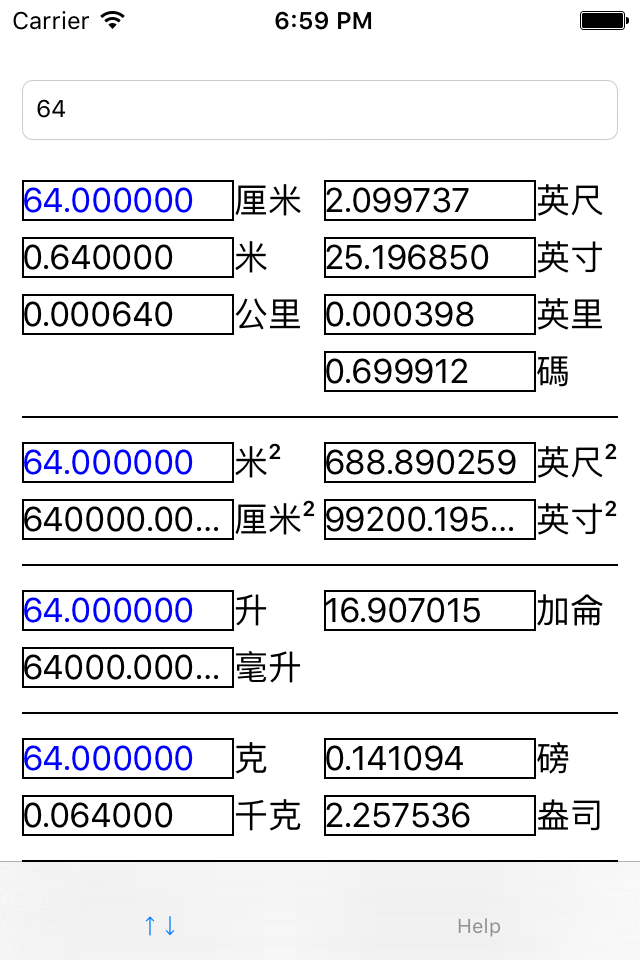 Carrier 6:59 PM
64
64.000000 厘米 2.099737 英尺
0.640000 米 25.196850 英寸
0.000640 公里 0.000398 英里
0.699912 碼
64.000000 米² 688.890259 英尺²
640000.00... 厘米² 99200.195... 英寸²
64.000000 升 16.907015 加侖
64000.000... 毫升
64.000000 克 0.141094 磅
0.064000 千克 2.257536 盎司
↑↓ Help